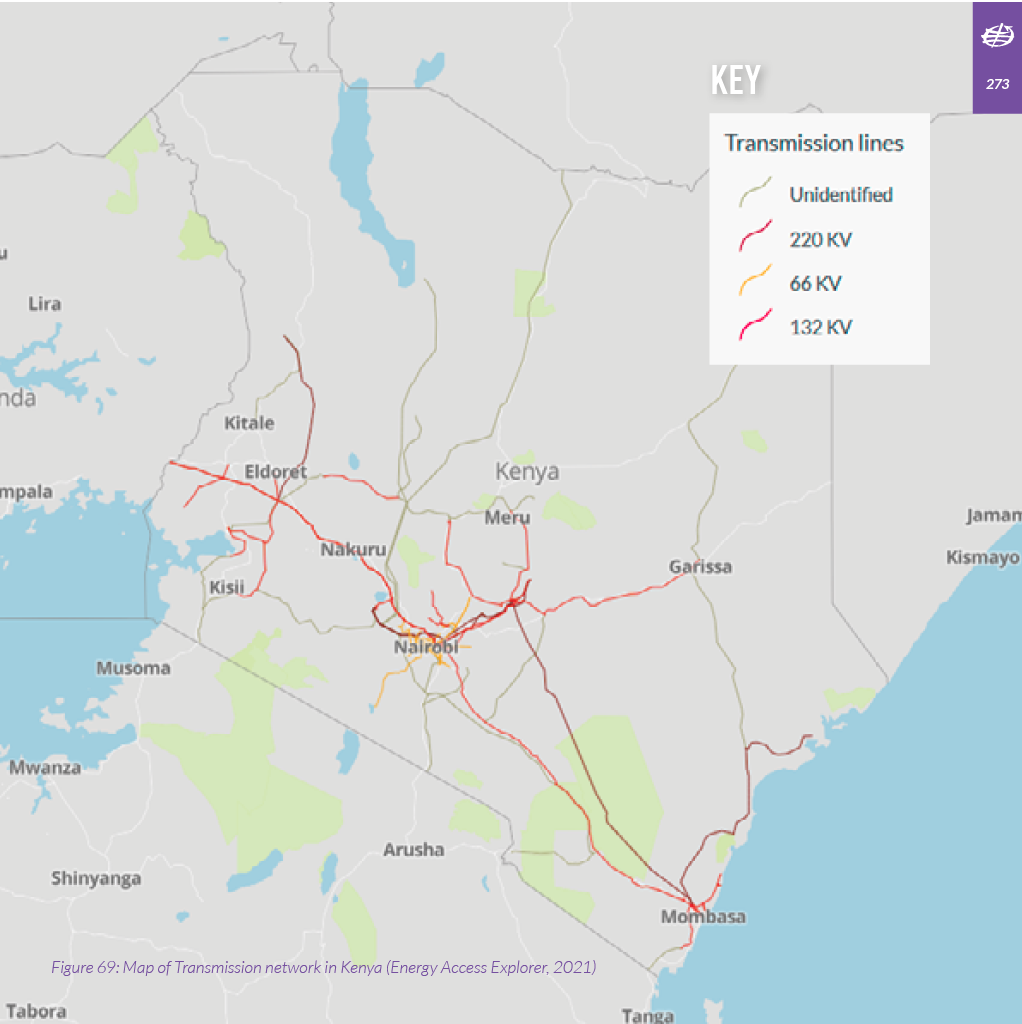 273
KEY
Transmission lines
Unidentified
220 KV
66 KV
132 KV
u
Lira
nda
Kitale
Eldoret
Kenya
mpala
Meru
Jamam
Nakuru
Kismayo
Garissa
Kisii
Nairobi
Musoma
Mwanza
Arusha
Shinyanga
Mombasa
Figure 69: Map of Transmission network in Kenya (Energy Access Explorer, 2021)
Tabora
Tanga